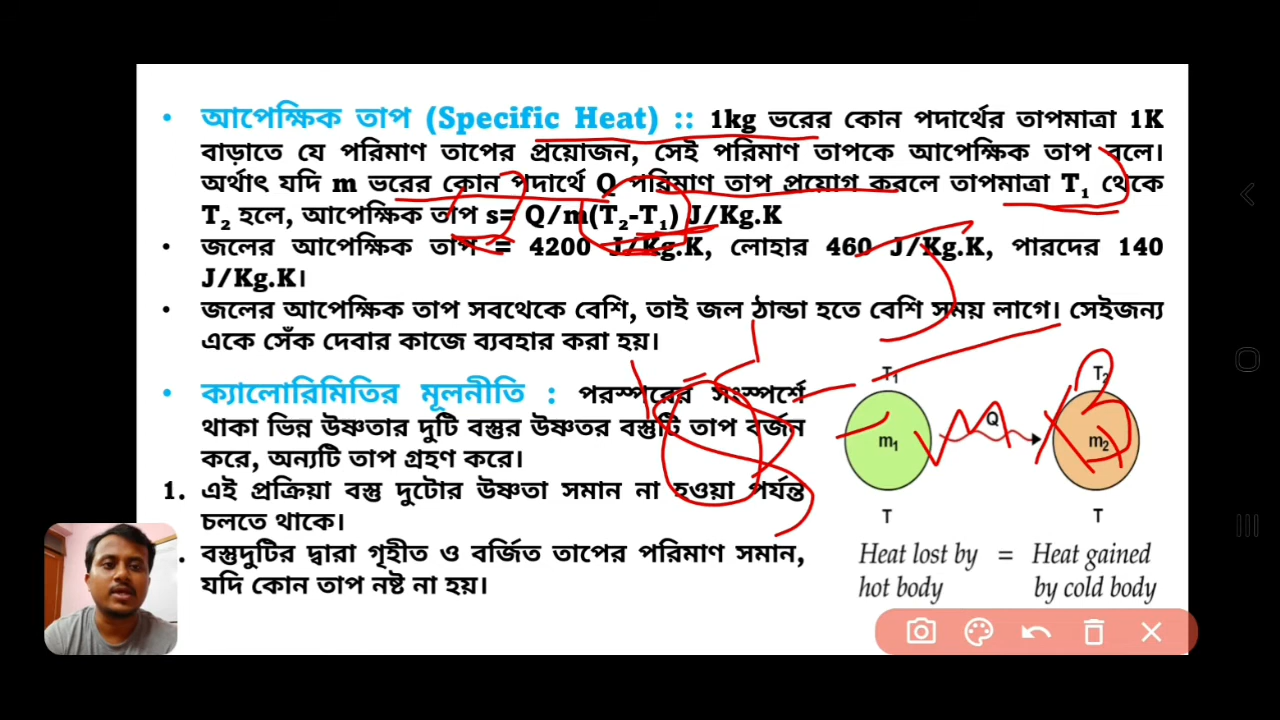 • আপেক্ষিক তাপ (Specific Heat) :: 1kg ভরের কোন পদার্থের তাপমাত্রা 1K
বাড়াতে যে পরিমাণ তাপের প্রয়োজন, সেই পরিমাণ তাপকে আপেক্ষিক তাপ বলে।
অর্থাৎ যদি m ভরের কোন পদার্থে Q পরিমাণ তাপ প্রয়োগ করলে তাপমাত্রা T₁ থেকে
T₂ হলে, আপেক্ষিক তাপ s= Q/m(T₂-T₁) J/Kg.K
• জলের আপেক্ষিক তাপ = 4200 J/Kg.K, লোহার 460 J/Kg.K, পারদের 140
J/Kg.K।
• জলের আপেক্ষিক তাপ সবথেকে বেশি, তাই জল ঠান্ডা হতে বেশি সময় লাগে। সেইজন্য
একে সেঁক দেবার কাজে ব্যবহার করা হয়।
• ক্যালোরিমিতির মূলনীতি : পরস্পরের সংস্পর্শে
থাকা ভিন্ন উষ্ণতার দুটি বস্তুর উষ্ণতর বস্তুটি তাপ বর্জন
করে, অন্যটি তাপ গ্রহণ করে।
1. এই প্রক্রিয়া বস্তু দুটোর উষ্ণতা সমান না হওয়া পর্যন্ত
চলতে থাকে।
. বস্তুদুটির দ্বারা গৃহীত ও বর্জিত তাপের পরিমাণ সমান,
যদি কোন তাপ নষ্ট না হয়।
T₁ T₂
m₁ Q m₂
T T
Heat lost by = Heat gained
hot body by cold body